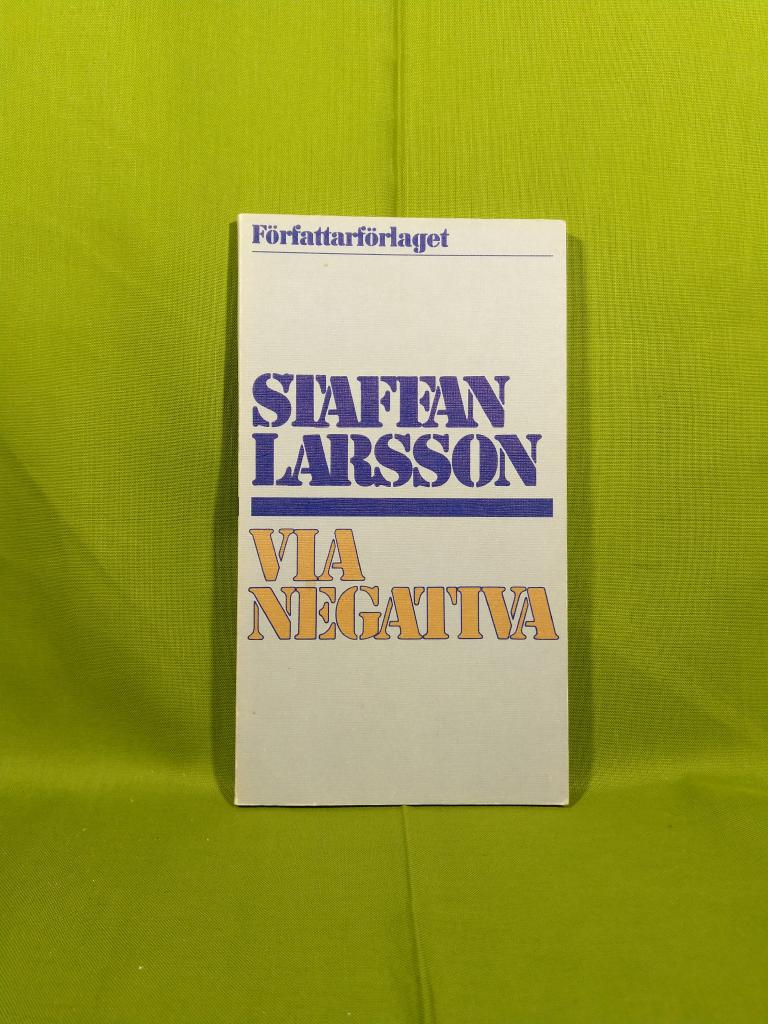 Författarförlaget
STAFFAN
LARSSON
VIA
NEGATIVA